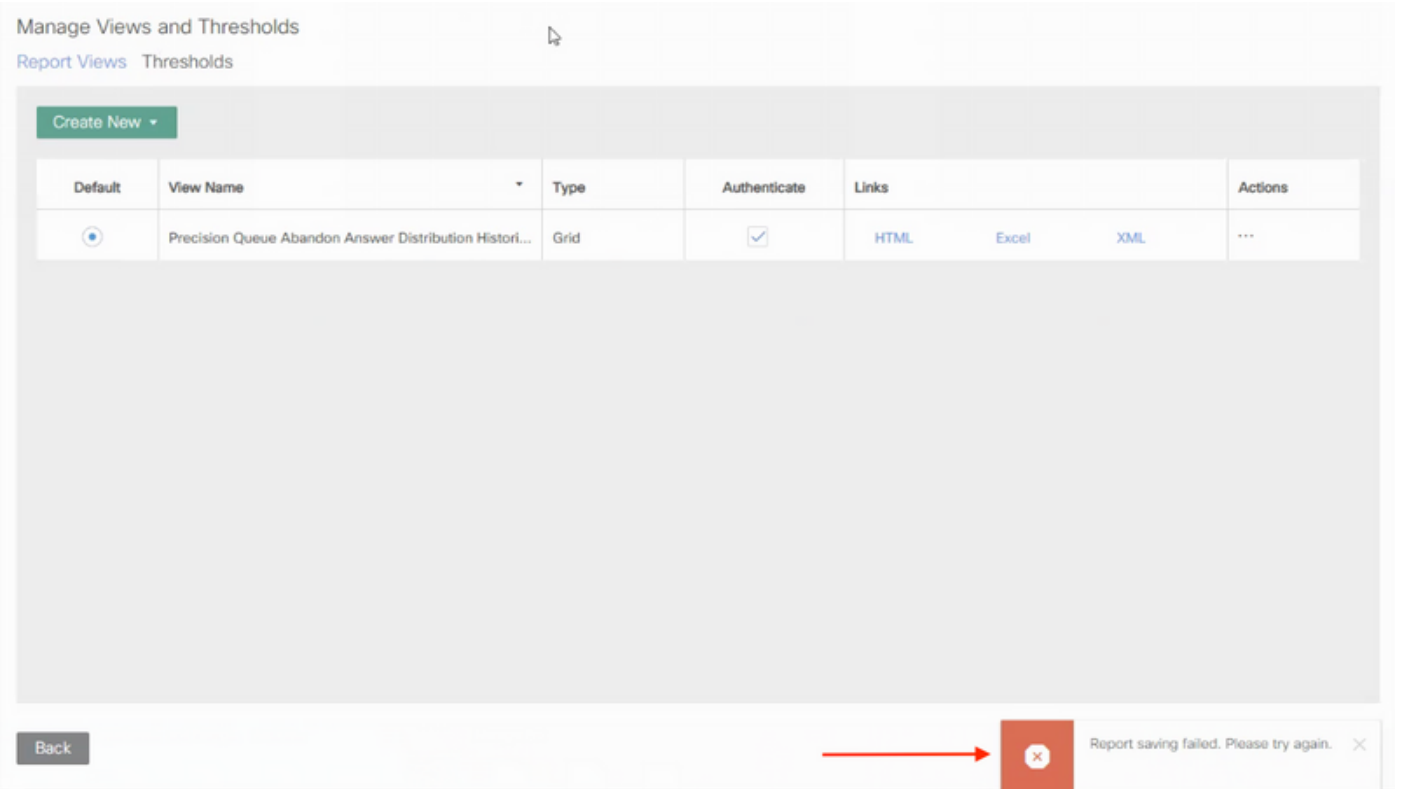 Manage Views and Thresholds
Report Views Thresholds
Create New
Default View Name Type Authenticate Links Actions
Precision Queue Abandon Answer Distribution Histori... Grid HTML Excel XML ...
Back
Report saving failed. Please try again.